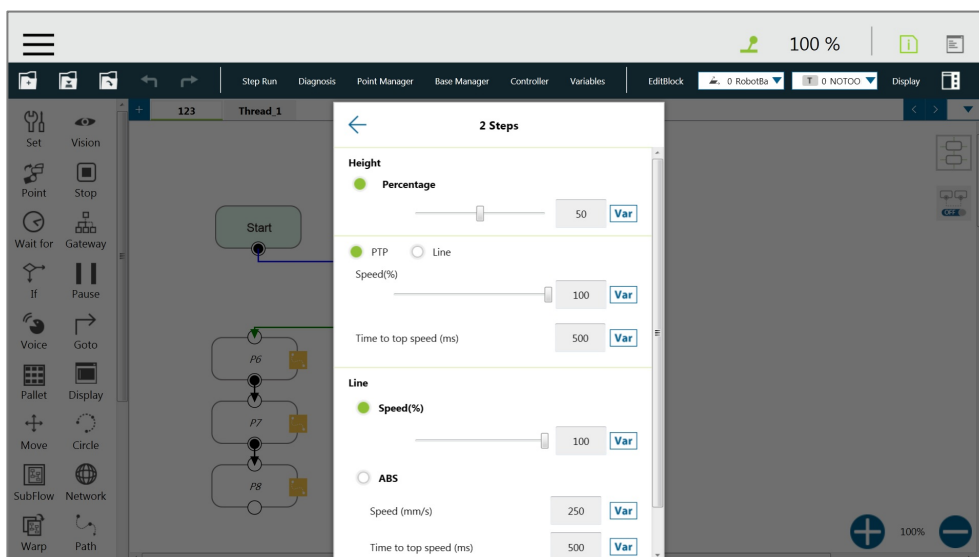 100 %
Step Run Diagnosis Point Manager Base Manager Controller Variables EditBlock 0 RobotBa T 0 NOTOO Display
+ 123 Thread_1
Set Vision
Point Stop
Wait for Gateway
If Pause
Voice Goto
Pallet Display
Move Circle
SubFlow Network
Warp Path
Start
P6
P7
P8
2 Steps
Height
Percentage
50 Var
PTP Line
Speed(%)
100 Var
Time to top speed (ms) 500 Var
Line
Speed(%)
100 Var
ABS
Speed (mm/s) 250 Var
Time to top speed (ms) 500 Var
OFF
100%